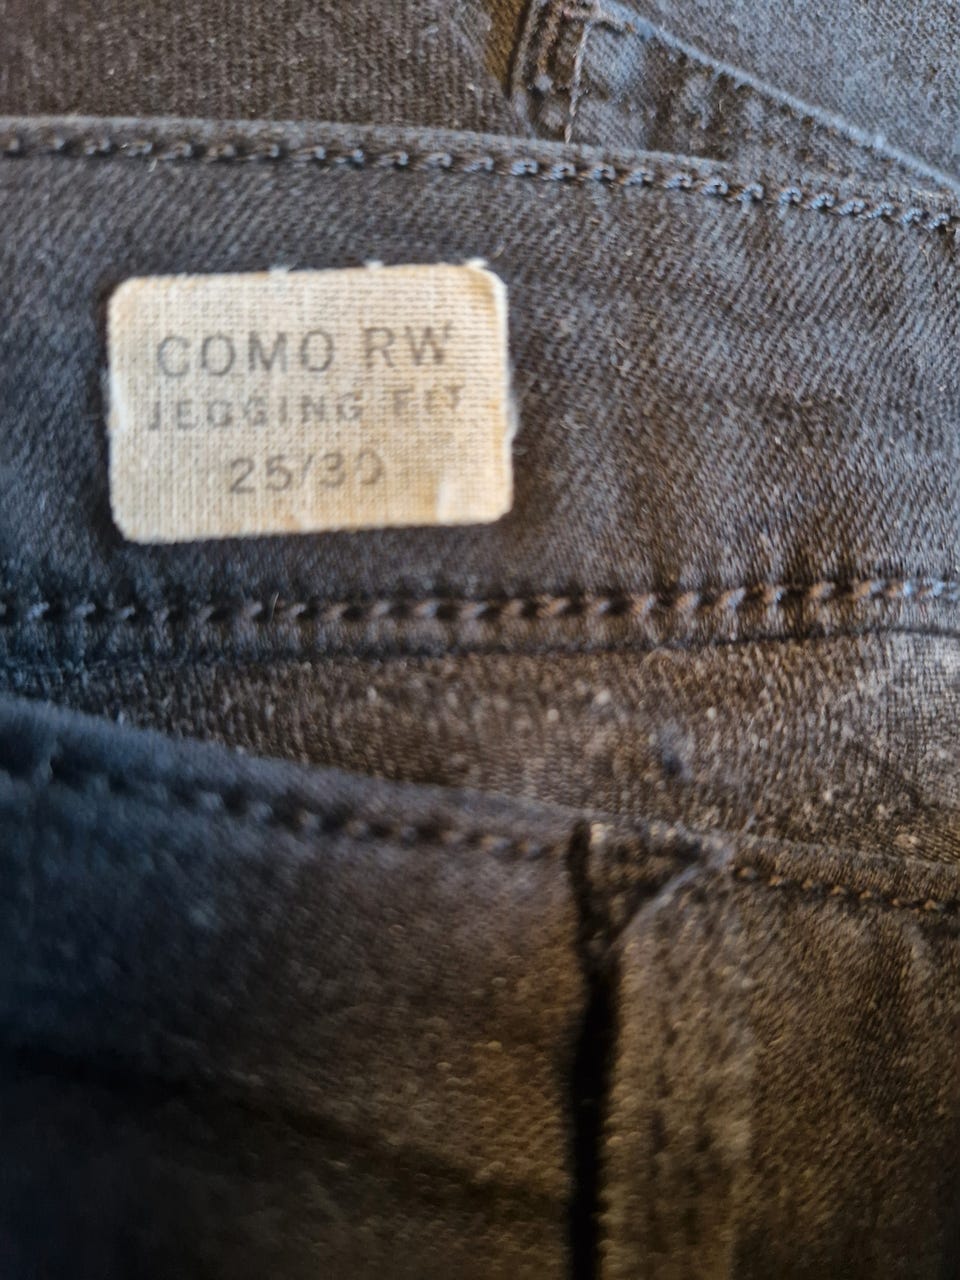 COMO RW
JEGGING FIT
25/30